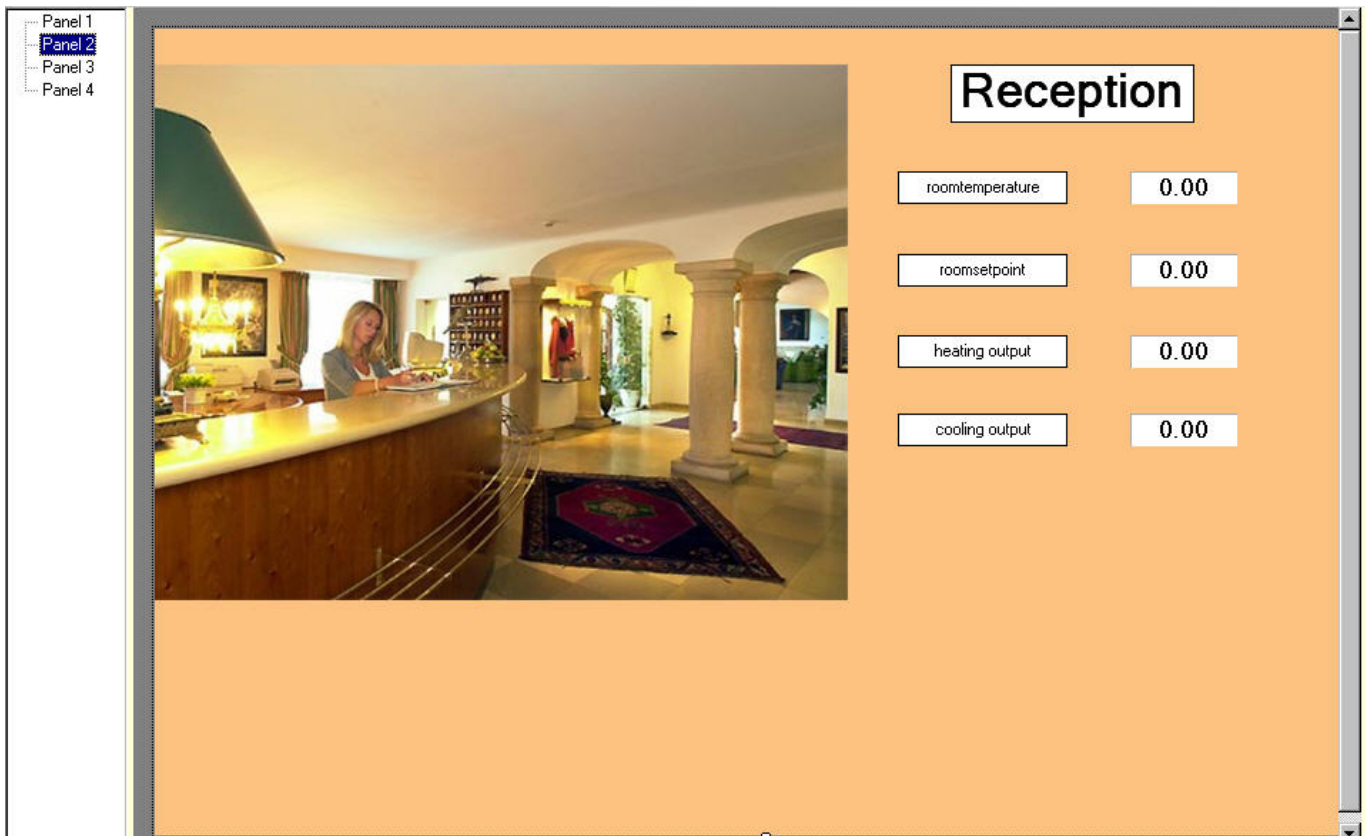 Panel 1
Panel 2
Panel 3
Panel 4
Reception
roomtemperature 0.00
roomsetpoint 0.00
heating output 0.00
cooling output 0.00